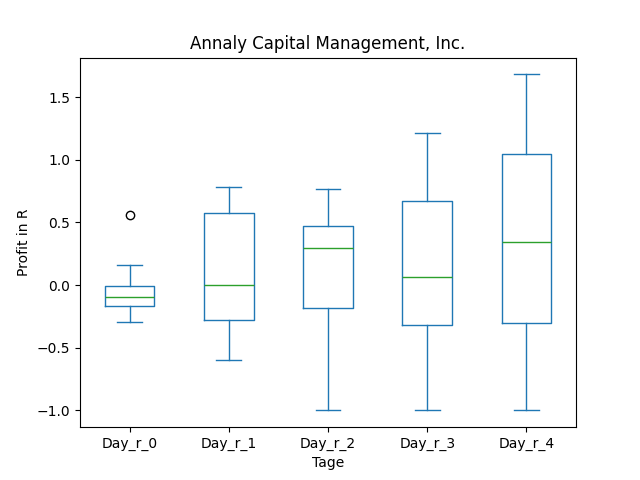 Annaly Capital Management, Inc.
Profit in R
1.5
1.0
0.5
0.0
−0.5
−1.0
Day_r_0 Day_r_1 Day_r_2 Day_r_3 Day_r_4
Tage